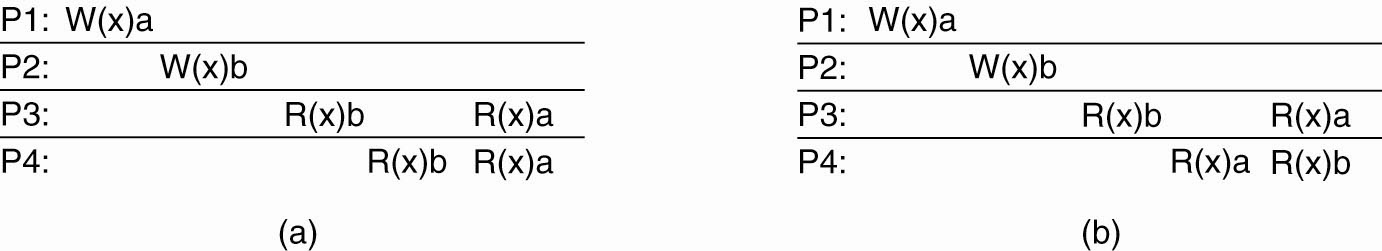 P1: W(x)a
P2: W(x)b
P3: R(x)b R(x)a
P4: R(x)b R(x)a
(a)
P1: W(x)a
P2: W(x)b
P3: R(x)b R(x)a
P4: R(x)a R(x)b
(b)